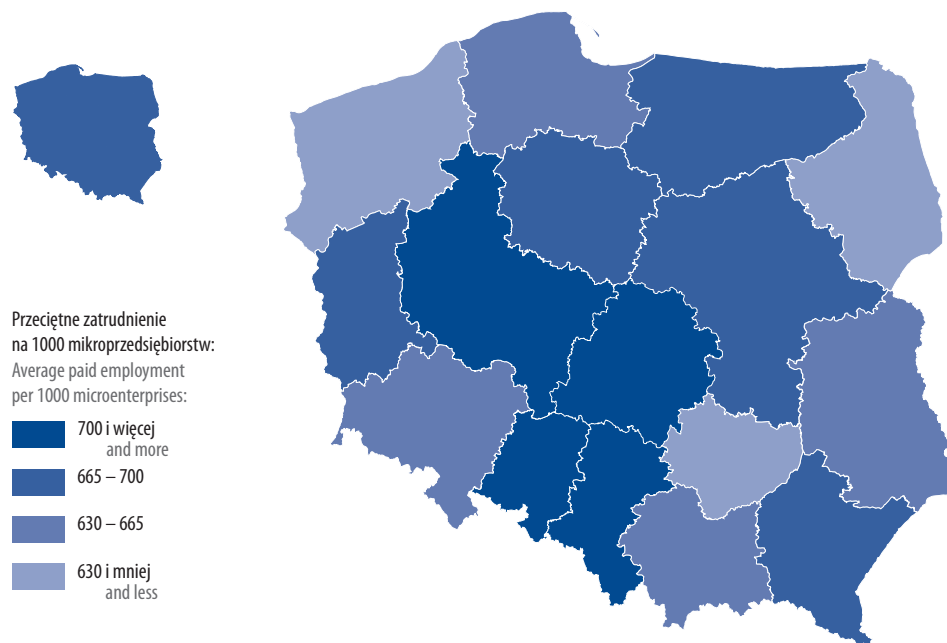 Przeciętne zatrudnienie
na 1000 mikroprzedsiębiorstw:
Average paid employment
per 1000 microenterprises:
700 i więcej
and more
665 – 700
630 – 665
630 i mniej
and less